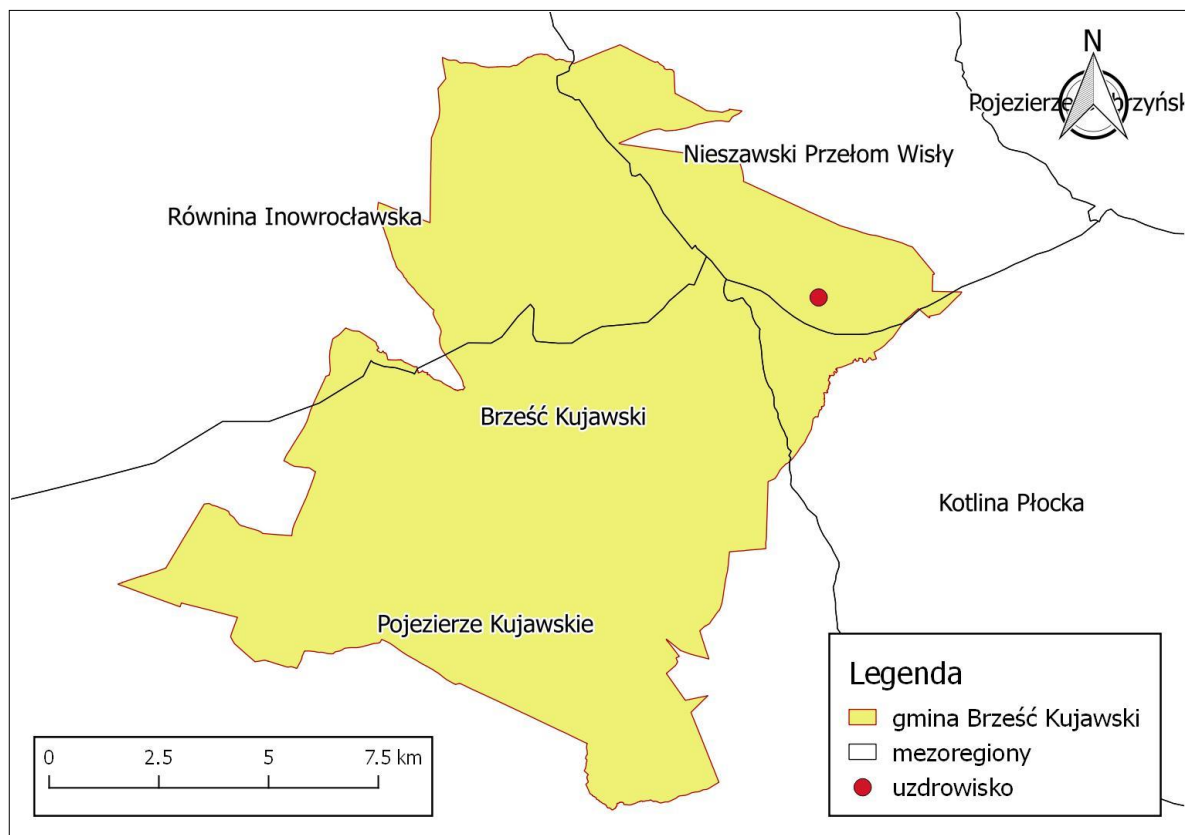 N
Pojezierze
brzyńsk
Nieszawski Przełom Wisły
Równina Inowrocławska
Brześć Kujawski
Kotlina Płocka
Pojezierze Kujawskie
Legenda
gmina Brześć Kujawski
mezoregiony
uzdrowisko
0 2.5 5 7.5 km